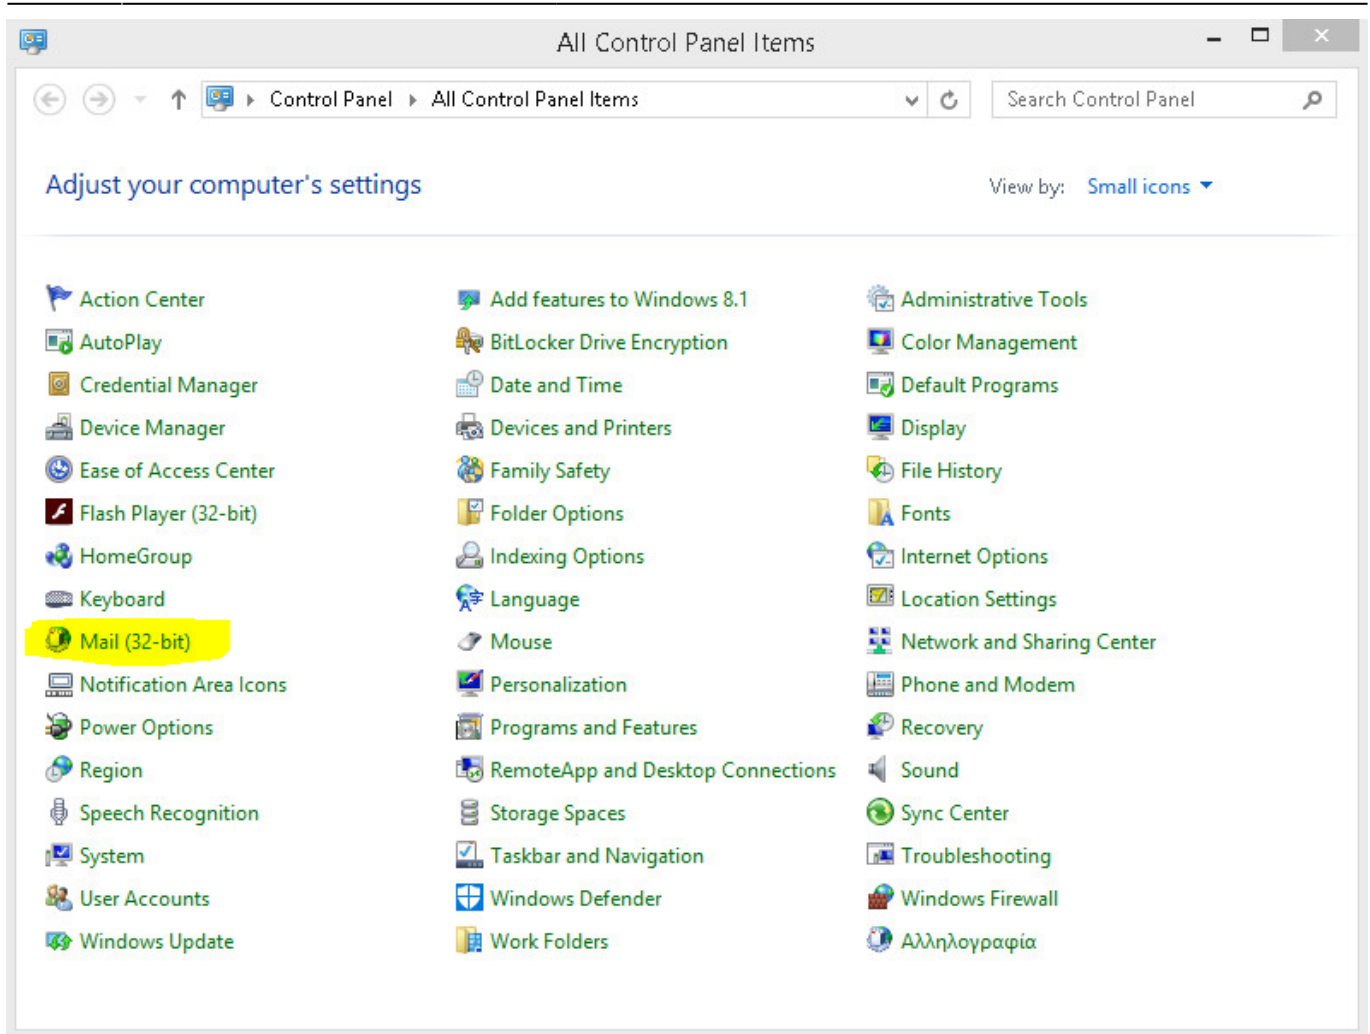 All Control Panel Items
Control Panel All Control Panel Items Search Control Panel
Adjust your computer's settings View by: Small icons
Action Center Add features to Windows 8.1 Administrative Tools
AutoPlay BitLocker Drive Encryption Color Management
Credential Manager Date and Time Default Programs
Device Manager Devices and Printers Display
Ease of Access Center Family Safety File History
Flash Player (32-bit) Folder Options Fonts
HomeGroup Indexing Options Internet Options
Keyboard Language Location Settings
Mail (32-bit) Mouse Network and Sharing Center
Notification Area Icons Personalization Phone and Modem
Power Options Programs and Features Recovery
Region RemoteApp and Desktop Connections Sound
Speech Recognition Storage Spaces Sync Center
System Taskbar and Navigation Troubleshooting
User Accounts Windows Defender Windows Firewall
Windows Update Work Folders Αλληλογραφία